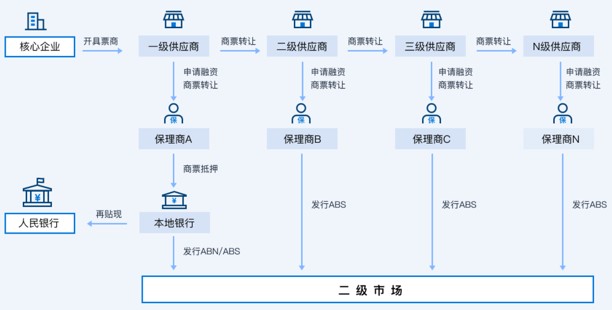 核心企业
开具票商
一级供应商
商票转让
二级供应商
商票转让
三级供应商
商票转让
N级供应商
申请融资
商票转让
申请融资
商票转让
申请融资
商票转让
申请融资
商票转让
保
保
保
保
保理商A
保理商B
保理商C
保理商N
商票抵押
¥
¥
人民银行
再贴现
本地银行
发行ABS
发行ABS
发行ABS
发行ABN/ABS
二级市场